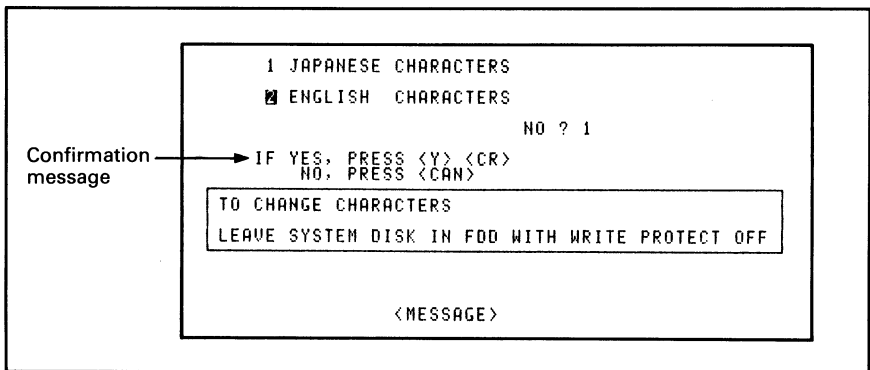 1 JAPANESE CHARACTERS
2 ENGLISH CHARACTERS
NO ? 1
Confirmation
message
IF YES, PRESS <Y> <CR>
NO, PRESS <CAN>
TO CHANGE CHARACTERS
LEAVE SYSTEM DISK IN FDD WITH WRITE PROTECT OFF
<MESSAGE>